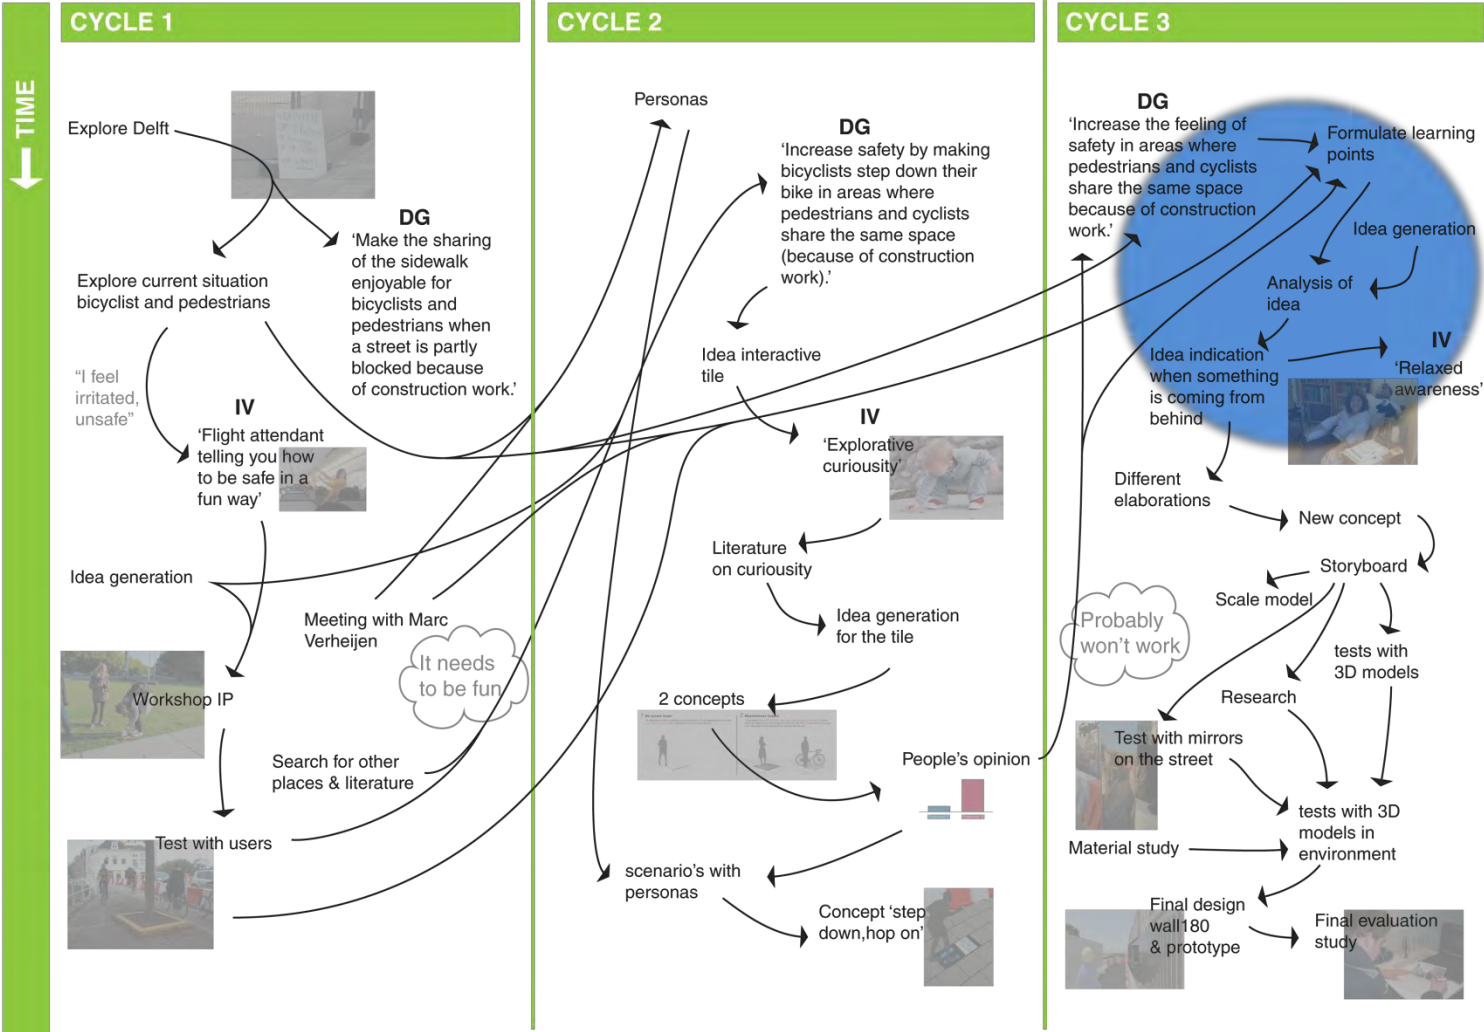 CYCLE 1
CYCLE 2
CYCLE 3
TIME
Explore Delft
DG
‘Make the sharing
of the sidewalk
enjoyable for
bicyclists and
pedestrians when
a street is partly
blocked because
of construction work.’
Explore current situation
bicyclist and pedestrians
“I feel
irritated,
unsafe”
IV
‘Flight attendant
telling you how
to be safe in a
fun way’
Idea generation
Meeting with Marc
Verheijen
It needs
to be fun
Workshop IP
Search for other
places & literature
Test with users
Personas
DG
‘Increase safety by making
bicyclists step down their
bike in areas where
pedestrians and cyclists
share the same space
(because of construction
work).’
Idea interactive
tile
IV
‘Explorative
curiousity’
Literature
on curiousity
Idea generation
for the tile
2 concepts
People’s opinion
scenario’s with
personas
Concept ‘step
down,hop on’
DG
‘Increase the feeling of
safety in areas where
pedestrians and cyclists
share the same space
because of construction
work.’
Formulate learning
points
Idea generation
Analysis of
idea
Idea indication
when something
is coming from
behind
IV
‘Relaxed
awareness’
Different
elaborations
New concept
Storyboard
Scale model
Probably
won’t work
tests with
3D models
Research
Test with mirrors
on the street
tests with 3D
models in
environment
Material study
Final design
wall180
& prototype
Final evaluation
study